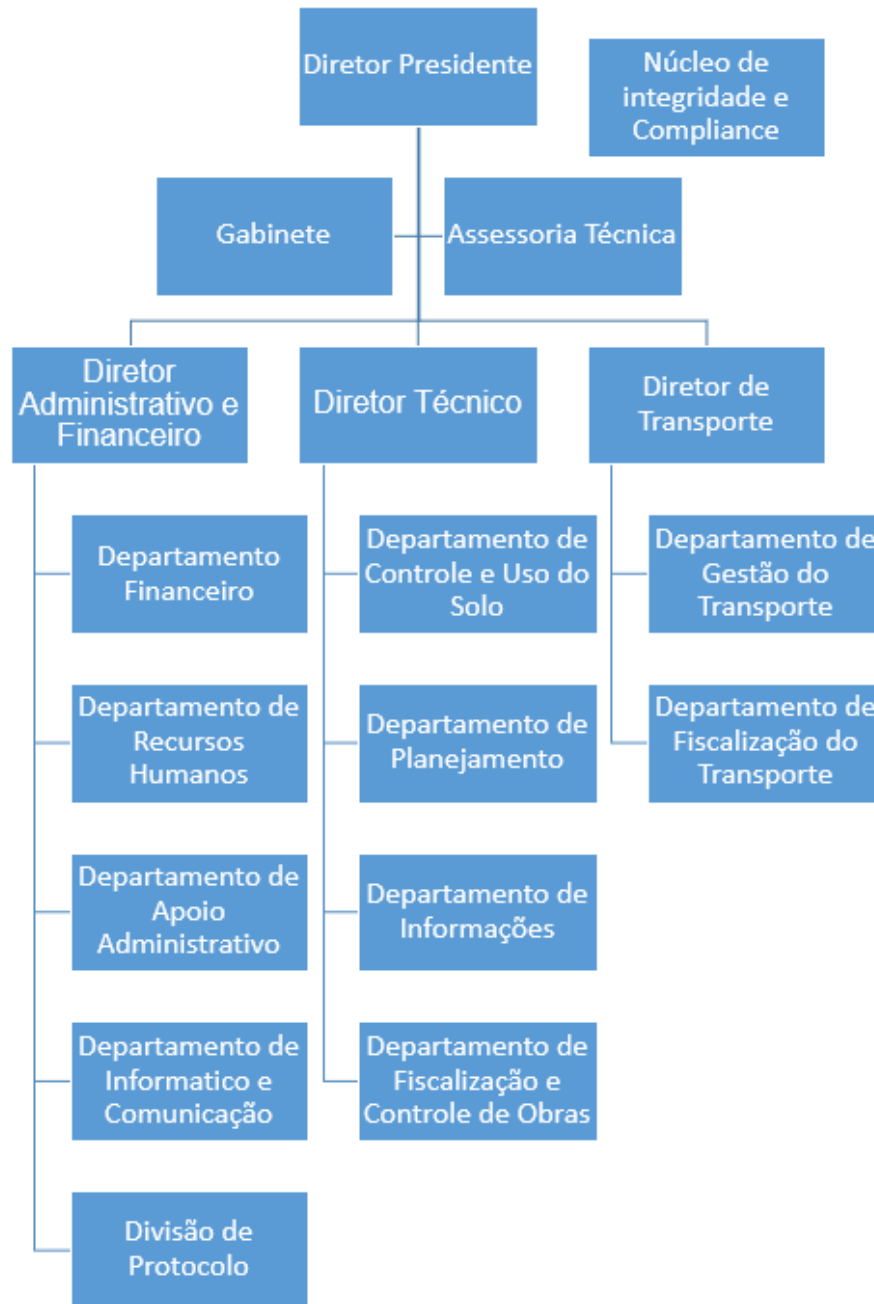 Diretor Presidente
Núcleo de
integridade e
Compliance
Gabinete
Assessoria Técnica
Diretor
Administrativo e
Financeiro
Diretor Técnico
Diretor de
Transporte
Departamento
Financeiro
Departamento de
Recursos
Humanos
Departamento de
Apoio
Administrativo
Departamento de
Informatico e
Comunicação
Divisão de
Protocolo
Departamento de
Controle e Uso do
Solo
Departamento de
Planejamento
Departamento de
Informações
Departamento de
Fiscalização e
Controle de Obras
Departamento de
Gestão do
Transporte
Departamento de
Fiscalização do
Transporte